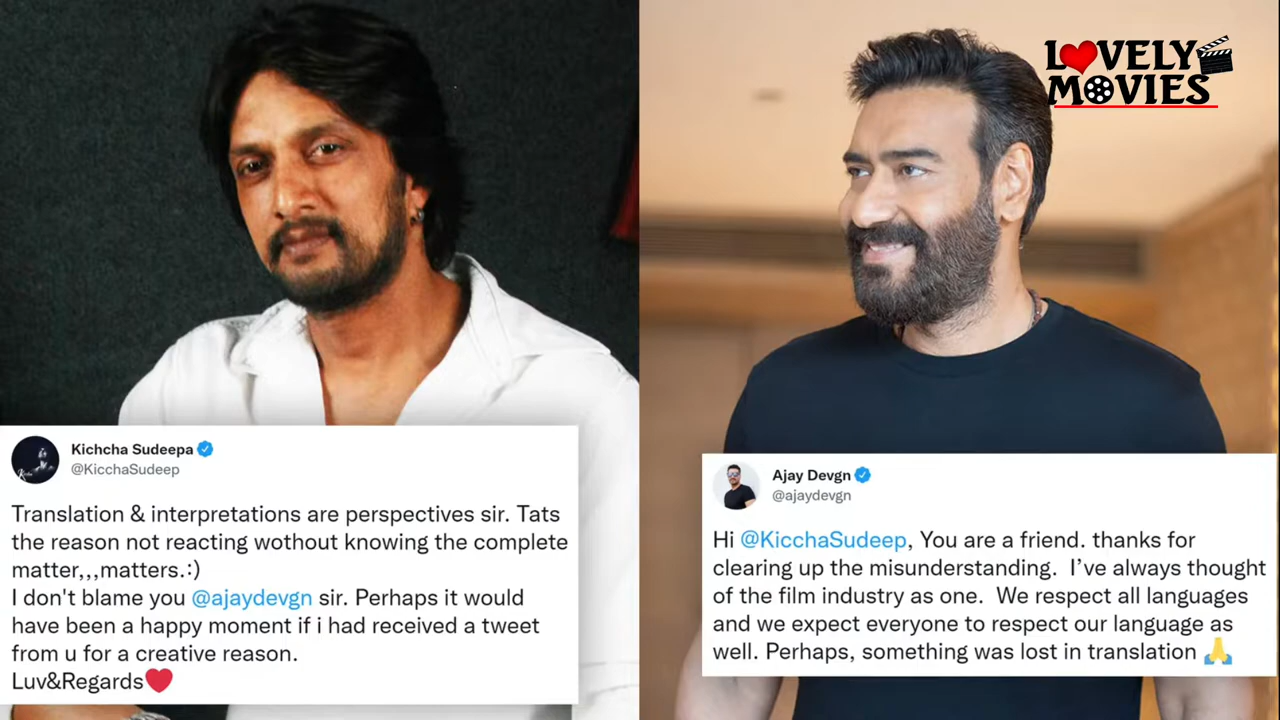 LOVELY
MOVIES
Kichcha Sudeepa
@KicchaSudeep
Translation & interpretations are perspectives sir. Tats
the reason not reacting wothout knowing the complete
matter,,,matters.:)
I don't blame you @ajaydevgn sir. Perhaps it would
have been a happy moment if i had received a tweet
from u for a creative reason.
Luv&Regards❤️
Ajay Devgn
@ajaydevgn
Hi @KicchaSudeep, You are a friend. thanks for
clearing up the misunderstanding. I’ve always thought
of the film industry as one. We respect all languages
and we expect everyone to respect our language as
well. Perhaps, something was lost in translation 🙏